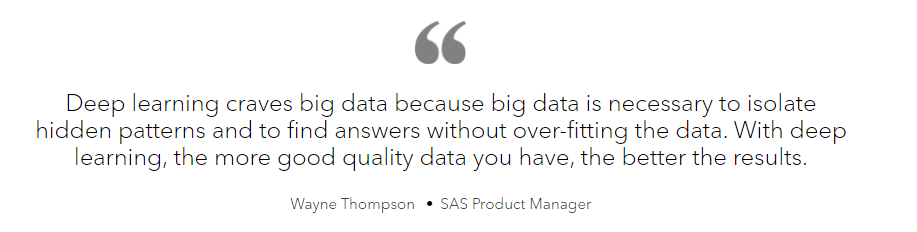 “
Deep learning craves big data because big data is necessary to isolate
hidden patterns and to find answers without over-fitting the data. With deep
learning, the more good quality data you have, the better the results.
Wayne Thompson • SAS Product Manager